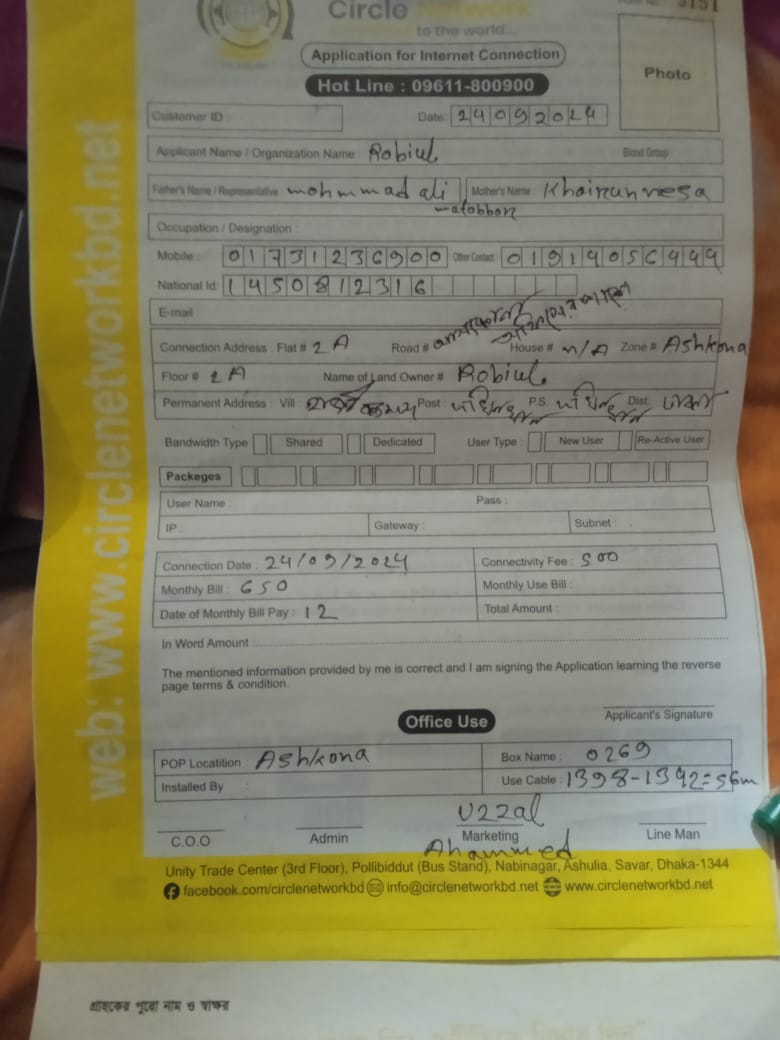 Circle Network
to the world...
5151
Application for Internet Connection
Hot Line : 09611-800900
Photo
Customer ID :
Date: 24092024
Applicant Name / Organization Name Robiul
Blood Group
Father's Name / Representative mohmmad ali matobbor Mother's Name Khairunnesa
Occupation / Designation :
Mobile : 01731236900 Other Contact 01919056499
National Id: 1450812316
E-mail :
Connection Address : Flat # 2A Road # House # N/A Zone # Ashkona
Floor # 2A Name of Land Owner # Robiul
Permanent Address : Vill : Post : P.S. Dist. ঢাকা
Bandwidth Type Shared Dedicated User Type : New User Re-Active User
Packeges
User Name : Pass :
IP : Gateway : Subnet :
Connection Date : 24/09/2024 Connectivity Fee : 500
Monthly Bill : 650 Monthly Use Bill :
Date of Monthly Bill Pay : 12 Total Amount :
In Word Amount :
The mentioned information provided by me is correct and I am signing the Application learning the reverse
page terms & condition.
Applicant's Signature
Office Use
POP Locatition : Ashkona Box Name : 0269
Installed By : Use Cable : 1398-1342=56m
Uzzal
C.O.O Admin Marketing Line Man
Ahammed
Unity Trade Center (3rd Floor), Pollibiddut (Bus Stand), Nabinagar, Ashulia, Savar, Dhaka-1344
facebook.com/circlenetworkbd info@circlenetworkbd.net www.circlenetworkbd.net
web: www.circlenetworkbd.net
গ্রাহকের পুরো নাম ও স্বাক্ষর